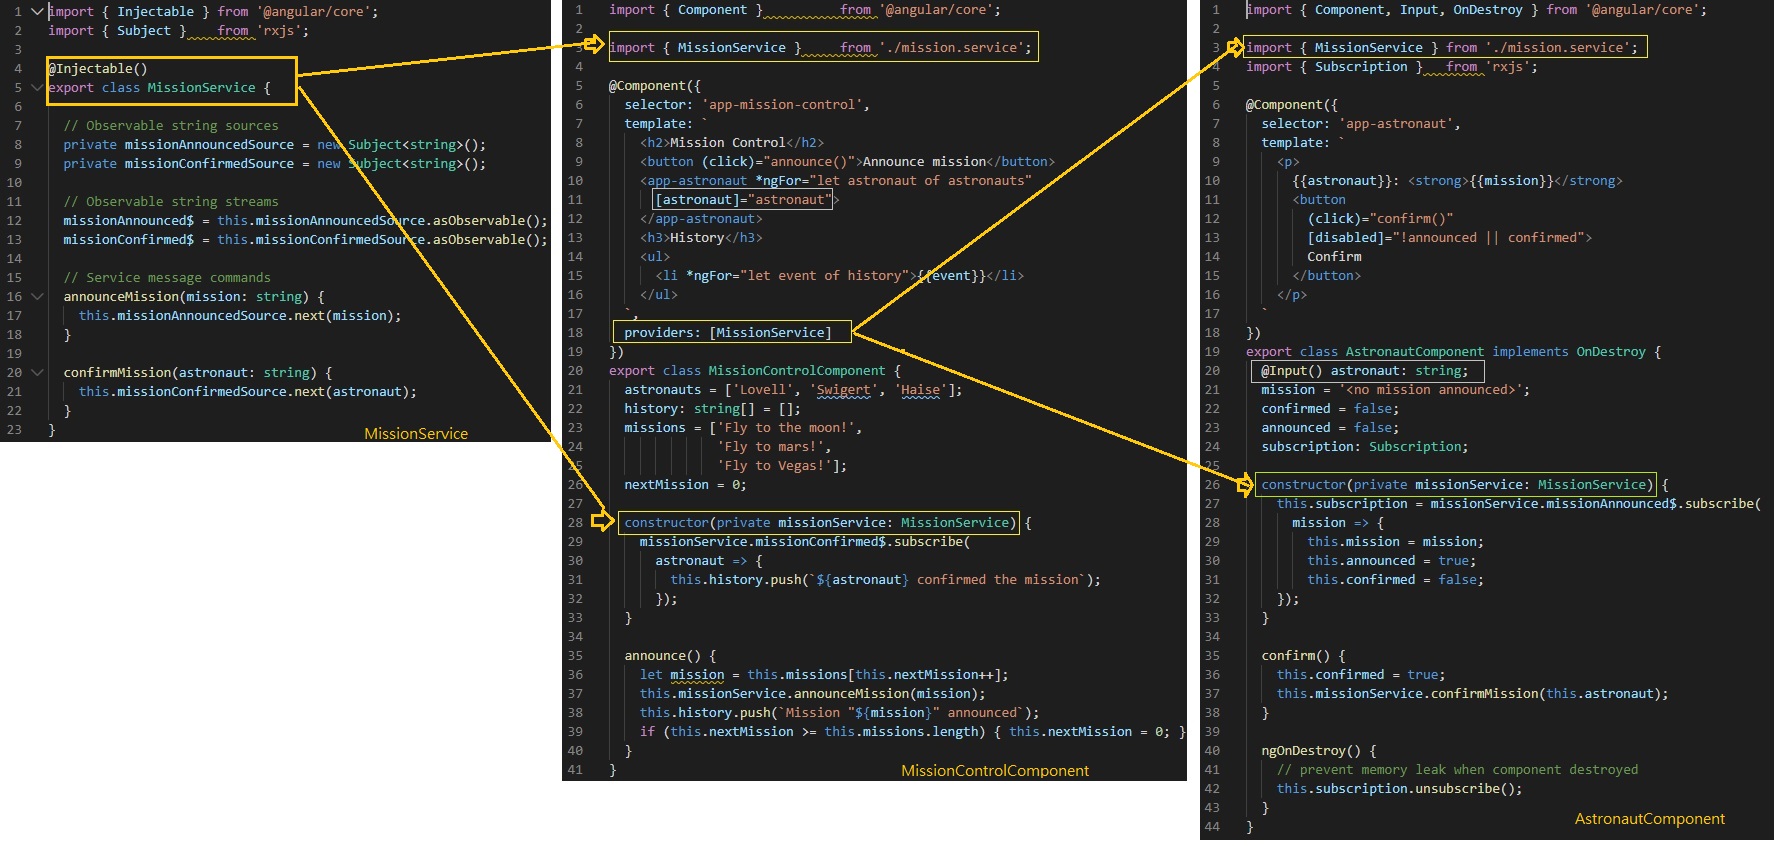 1 import { Injectable } from '@angular/core';
2 import { Subject }    from 'rxjs';
3
4 @Injectable()
5 export class MissionService {
6
7   // Observable string sources
8   private missionAnnouncedSource = new Subject<string>();
9   private missionConfirmedSource = new Subject<string>();
10
11   // Observable string streams
12   missionAnnounced$ = this.missionAnnouncedSource.asObservable();
13   missionConfirmed$ = this.missionConfirmedSource.asObservable();
14
15   // Service message commands
16   announceMission(mission: string) {
17     this.missionAnnouncedSource.next(mission);
18   }
19
20   confirmMission(astronaut: string) {
21     this.missionConfirmedSource.next(astronaut);
22   }
23 }
MissionService
1 import { Component }          from '@angular/core';
2
3 import { MissionService }     from './mission.service';
4
5 @Component({
6   selector: 'app-mission-control',
7   template: `
8     <h2>Mission Control</h2>
9     <button (click)="announce()">Announce mission</button>
10     <app-astronaut *ngFor="let astronaut of astronauts"
11       [astronaut]="astronaut">
12     </app-astronaut>
13     <h3>History</h3>
14     <ul>
15       <li *ngFor="let event of history">{{event}}</li>
16     </ul>
17   `,
18   providers: [MissionService]
19 })
20 export class MissionControlComponent {
21   astronauts = ['Lovell', 'Swigert', 'Haise'];
22   history: string[] = [];
23   missions = ['Fly to the moon!',
24               'Fly to mars!',
25               'Fly to Vegas!'];
26   nextMission = 0;
27
28   constructor(private missionService: MissionService) {
29     missionService.missionConfirmed$.subscribe(
30       astronaut => {
31         this.history.push(`${astronaut} confirmed the mission`);
32       });
33   }
34
35   announce() {
36     let mission = this.missions[this.nextMission++];
37     this.missionService.announceMission(mission);
38     this.history.push(`Mission "${mission}" announced`);
39     if (this.nextMission >= this.missions.length) { this.nextMission = 0; }
40   }
41 }
MissionControlComponent
1 import { Component, Input, OnDestroy } from '@angular/core';
2
3 import { MissionService } from './mission.service';
4 import { Subscription }   from 'rxjs';
5
6 @Component({
7   selector: 'app-astronaut',
8   template: `
9     <p>
10       {{astronaut}}: <strong>{{mission}}</strong>
11       <button
12         (click)="confirm()"
13         [disabled]="!announced || confirmed">
14         Confirm
15       </button>
16     </p>
17   `
18 })
19 export class AstronautComponent implements OnDestroy {
20   @Input() astronaut: string;
21   mission = '<no mission announced>';
22   confirmed = false;
23   announced = false;
24   subscription: Subscription;
25
26   constructor(private missionService: MissionService) {
27     this.subscription = missionService.missionAnnounced$.subscribe(
28       mission => {
29         this.mission = mission;
30         this.announced = true;
31         this.confirmed = false;
32     });
33   }
34
35   confirm() {
36     this.confirmed = true;
37     this.missionService.confirmMission(this.astronaut);
38   }
39
40   ngOnDestroy() {
41     // prevent memory leak when component destroyed
42     this.subscription.unsubscribe();
43   }
44 }
AstronautComponent